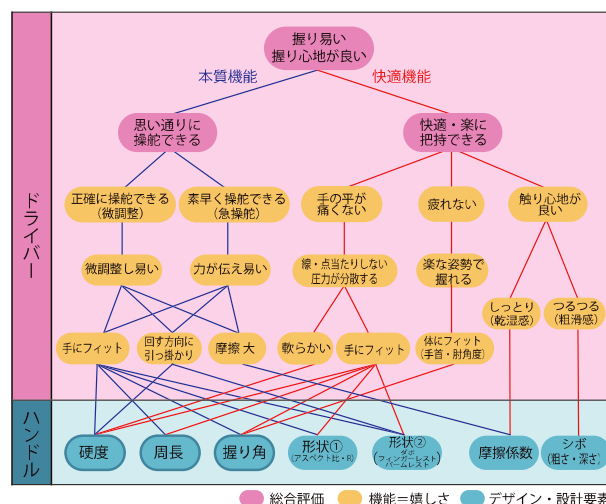 握り易い
握り心地が良い
本質機能
快適機能
思い通りに
操舵できる
快適・楽に
把持できる
正確に操舵できる
(微調整)
素早く操舵できる
(急操舵)
手の平が
痛くない
疲れない
触り心地が
良い
ドライバー
微調整し易い
力が伝え易い
線・点当たりしない
圧力が分散する
楽な姿勢で
握れる
しっとり
(乾湿感)
つるつる
(粗滑感)
手にフィット
回す方向に
引っ掛かり
摩擦 大
軟らかい
手にフィット
体にフィット
(手首・肘角度)
ハンドル
硬度
周長
握り角
形状①
(アスペクト比・R)
形状②
ダボ
フィンガーレスト
パームレスト
摩擦係数
シボ
(粗さ・深さ)
総合評価
機能＝嬉しさ
デザイン・設計要素